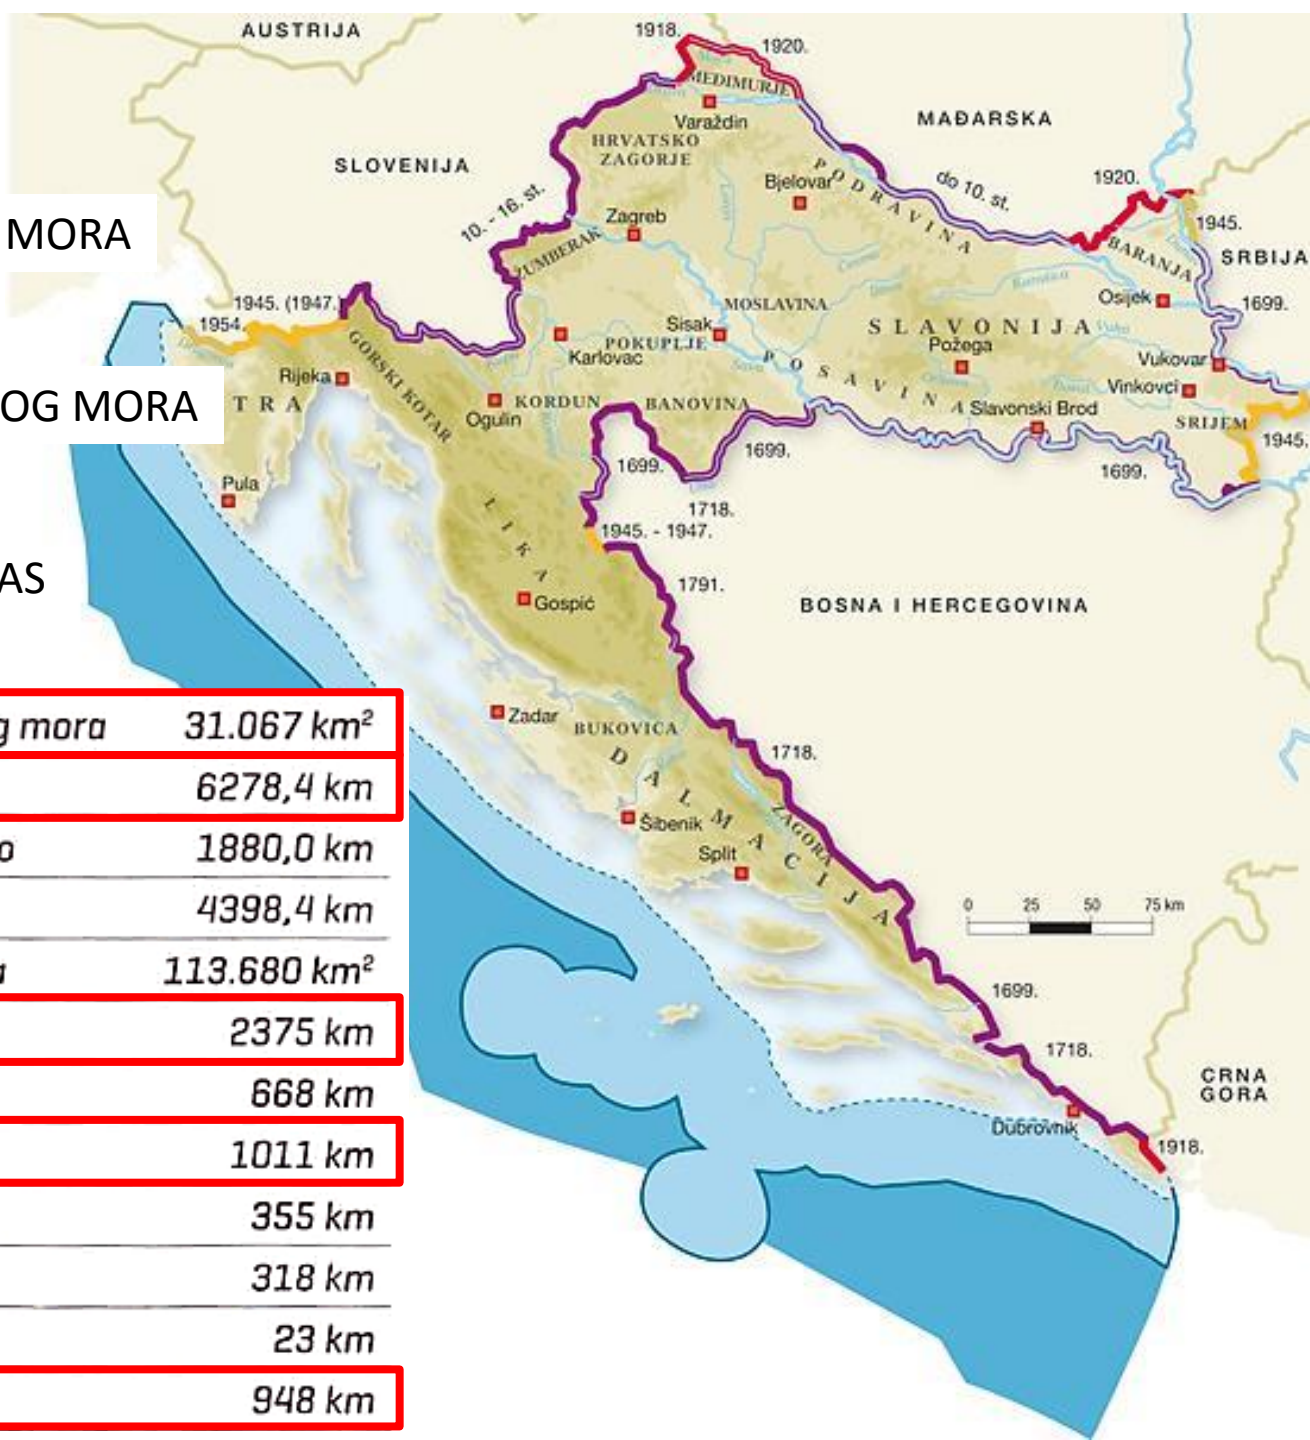 AUSTRIJA
1918.
1920.
MEĐIMURJE
Varaždin
MAĐARSKA
HRVATSKO
ZAGORJE
SLOVENIJA
PODRAVINA
Bjelovar
do 10. st.
1920.
10. - 16. st.
Zagreb
1945.
MORA
ŽUMBERAK
BARANJA
SRBIJA
1945. (1947.)
MOSLAVINA
Osijek
1699.
1954.
Sisak
SLAVONIJA
Karlovac
POKUPLJE
Požega
Vukovar
GORSKI KOTAR
Sava
POSAVINA
Vinkovci
Rijeka
OG MORA
TRA
Ogulin
KORDUN
BANOVINA
Slavonski Brod
SRIJEM
1945.
1699.
1699.
1699.
Pula
1718.
LIKA
1945. - 1947.
AS
1791.
Gospić
BOSNA I HERCEGOVINA
g mora 31.067 km²
Zadar
BUKOVICA
1718.
6278,4 km
DALMACIJA
ZAGORA
Šibenik
o 1880,0 km
Split
4398,4 km
0 25 50 75 km
a 113.680 km²
1699.
2375 km
1718.
668 km
CRNA
GORA
Dubrovnik
1011 km
1918.
355 km
318 km
23 km
948 km